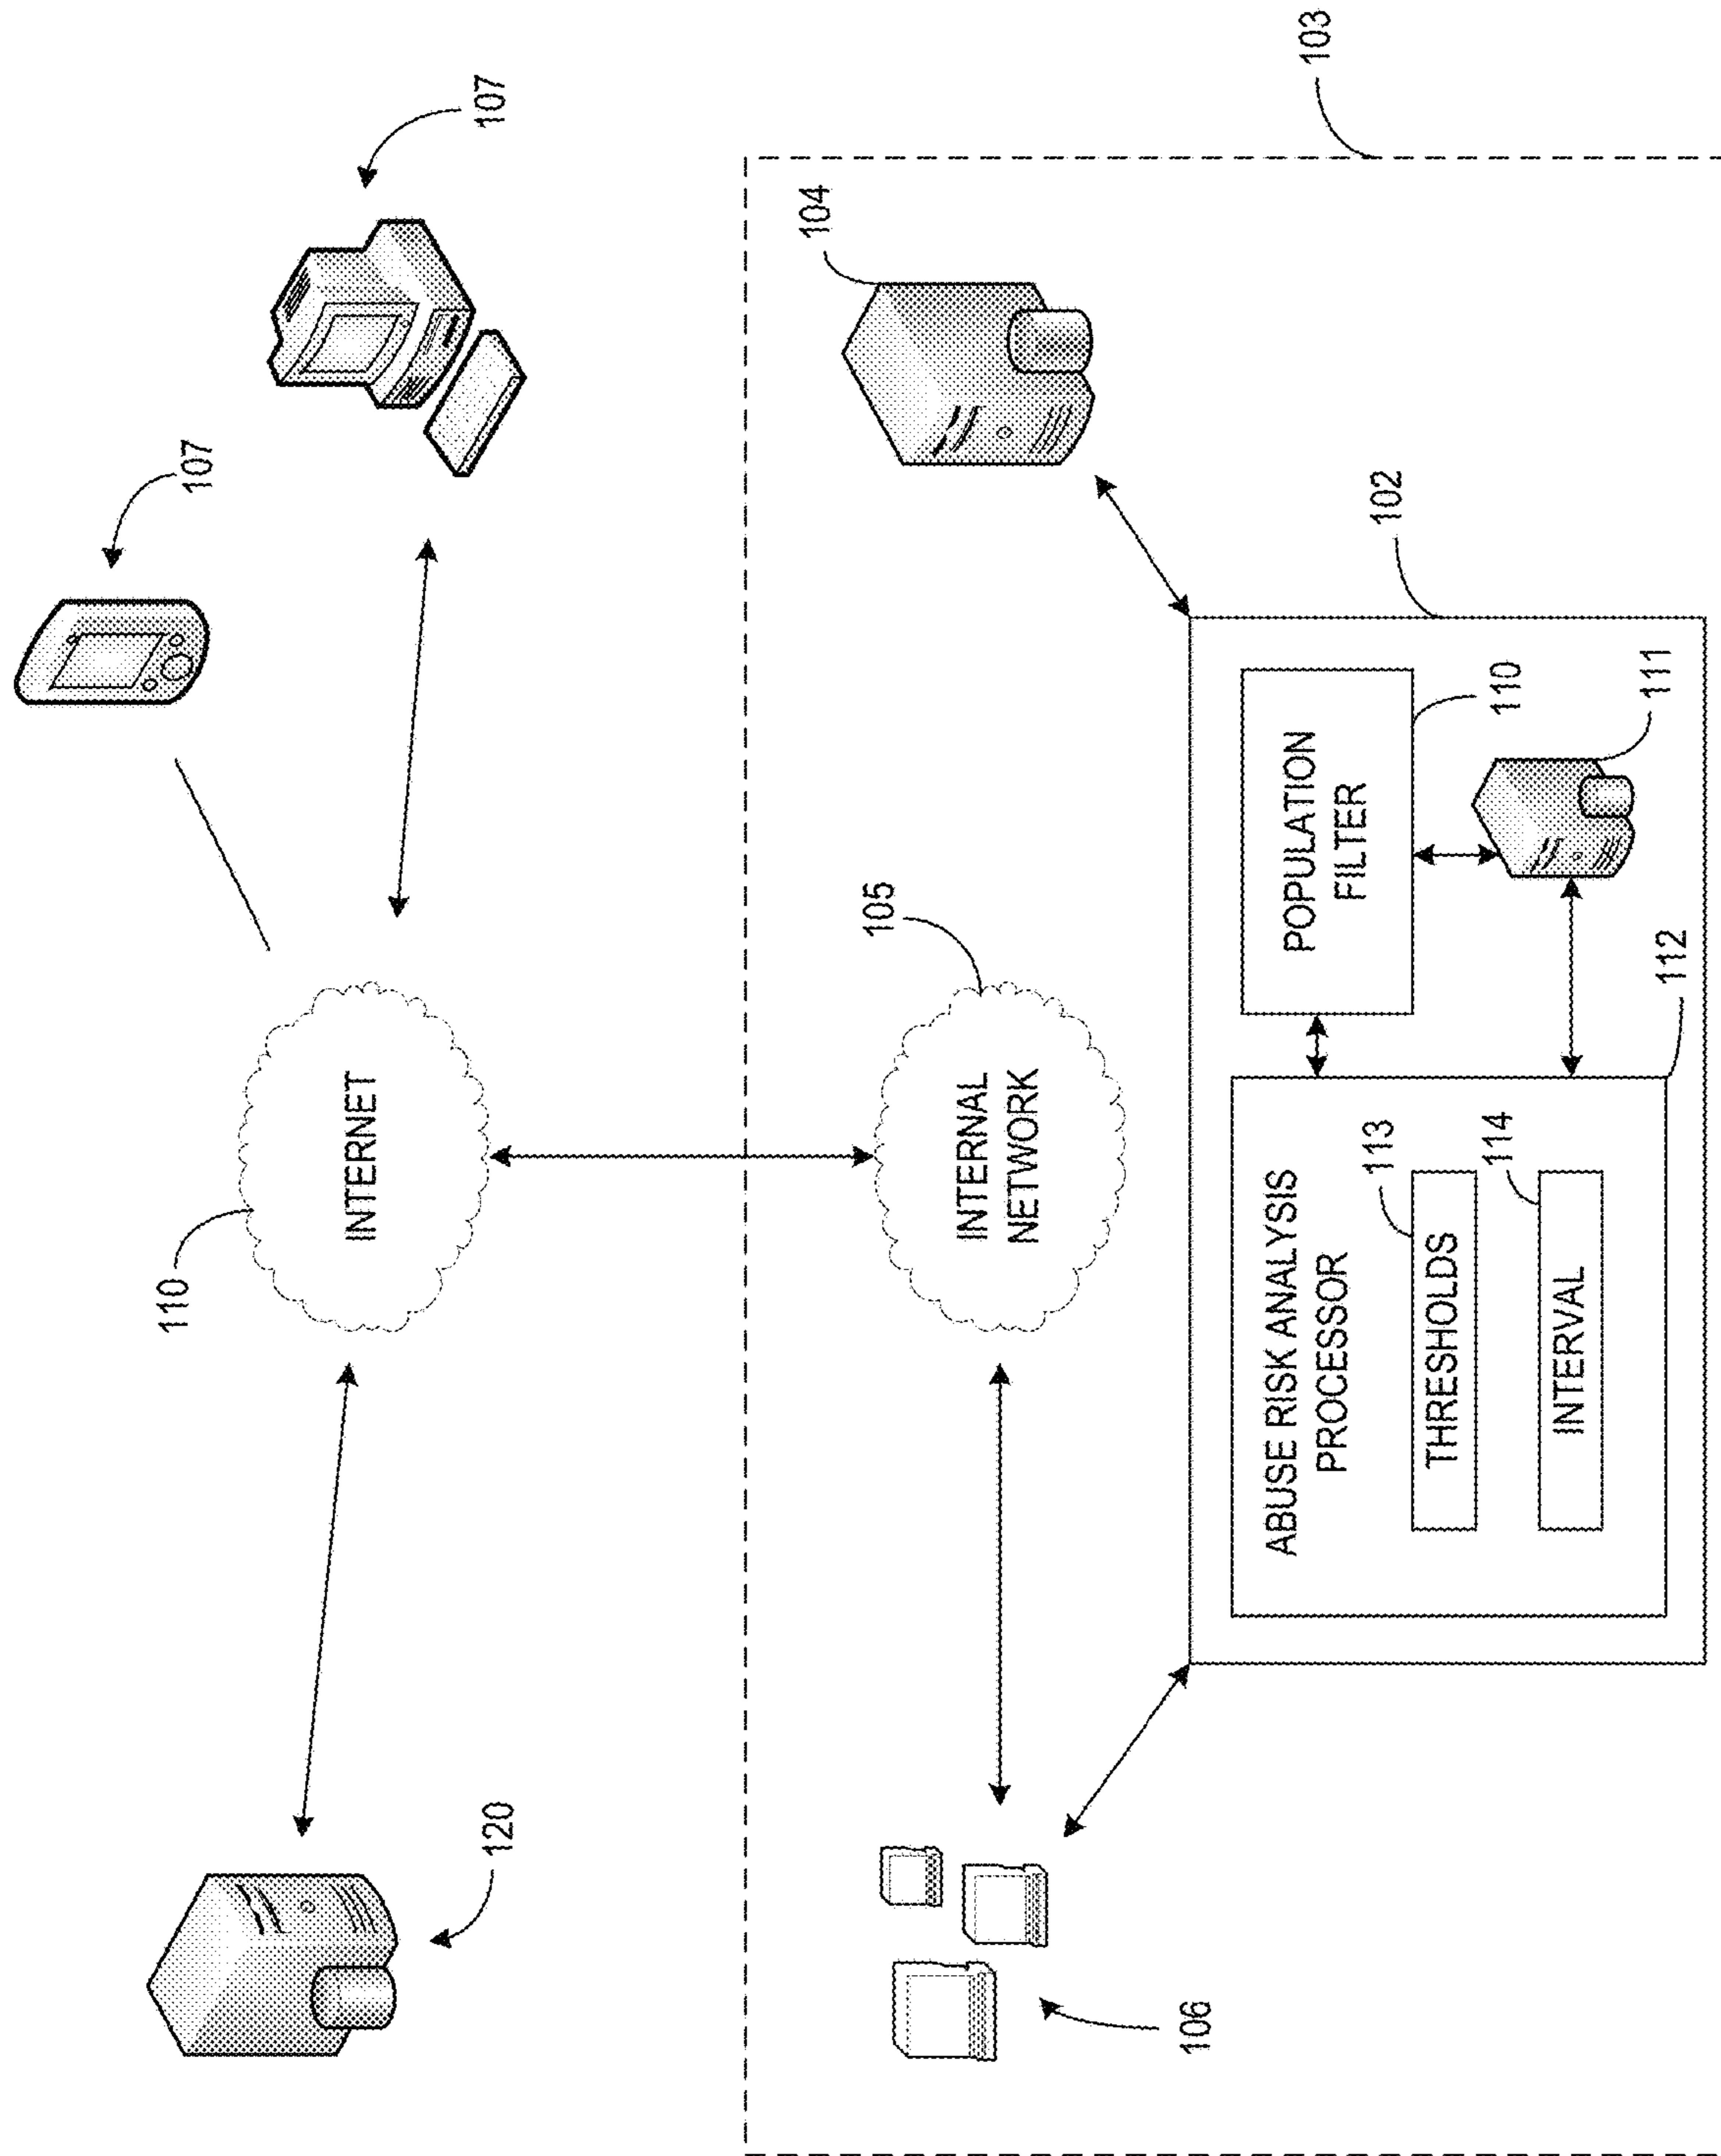 110
107
INTERNET
107
120
104
105
INTERNAL
NETWORK
106
103
102
ABUSE RISK ANALYSIS
PROCESSOR
113
THRESHOLDS
114
INTERVAL
POPULATION
FILTER
110
111
112